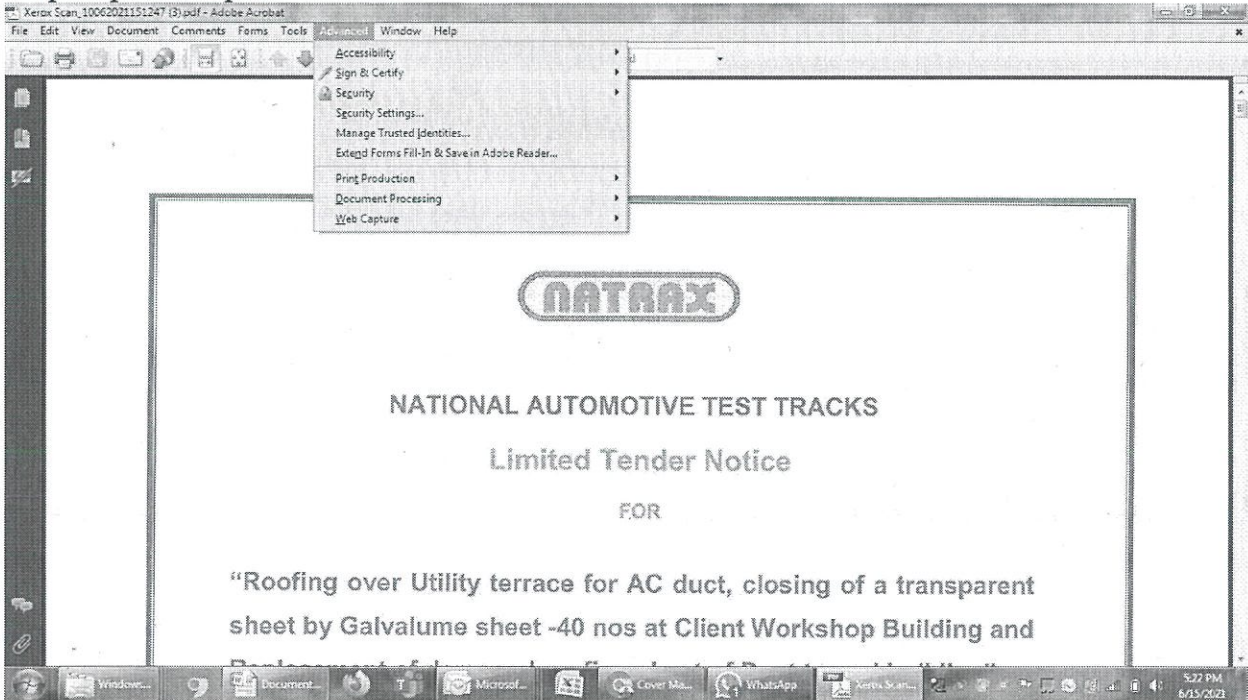 Xerox Scan_10062021151247 (3).pdf - Adobe Acrobat
File Edit View Document Comments Forms Tools Advanced Window Help
Accessibility
Sign & Certify
Security
Security Settings...
Manage Trusted Identities...
Extend Forms Fill-In & Save in Adobe Reader...
Print Production
Document Processing
Web Capture
NATRAX
NATIONAL AUTOMOTIVE TEST TRACKS
Limited Tender Notice
FOR
“Roofing over Utility terrace for AC duct, closing of a transparent
sheet by Galvalume sheet -40 nos at Client Workshop Building and
Windows... Document... Microsof... Cover Ma... WhatsApp Xerox Scan... 5:22 PM
6/15/2021